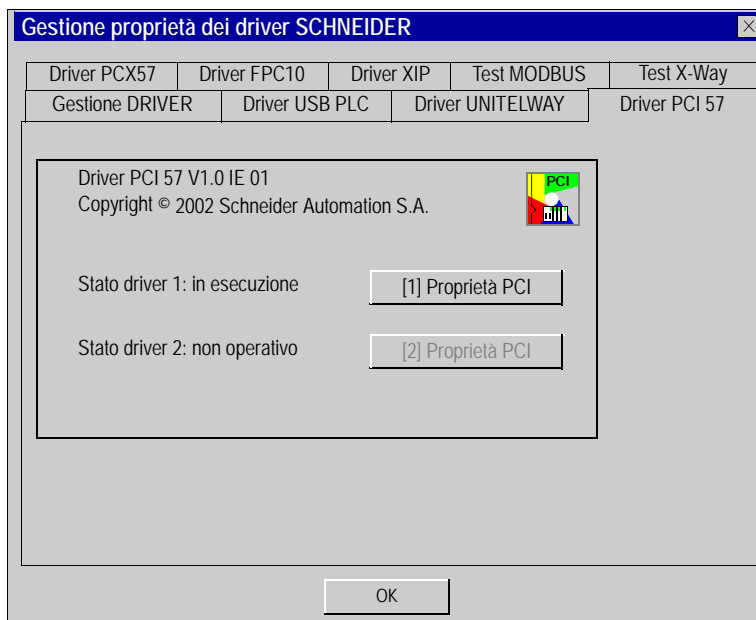 Gestione proprietà dei driver SCHNEIDER
Driver PCX57 Driver FPC10 Driver XIP Test MODBUS Test X-Way
Gestione DRIVER Driver USB PLC Driver UNITELWAY Driver PCI 57
Driver PCI 57 V1.0 IE 01
PCI
Copyright © 2002 Schneider Automation S.A.
Stato driver 1: in esecuzione [1] Proprietà PCI
Stato driver 2: non operativo [2] Proprietà PCI
OK